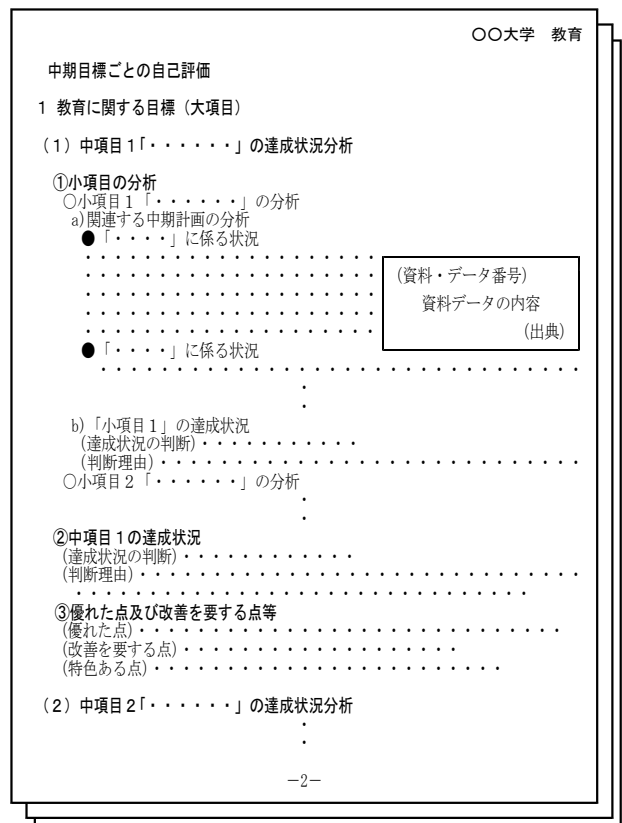 〇〇大学　教育
中期目標ごとの自己評価
１ 教育に関する目標（大項目）
（１）中項目１「・・・・・・」の達成状況分析
①小項目の分析
○小項目１「・・・・・・」の分析
a)関連する中期計画の分析
●「・・・・」に係る状況
・・・・・・・・・・・・・・・・・・・・
・・・・・・・・・・・・・・・・・・・・
・・・・・・・・・・・・・・・・・・・・
・・・・・・・・・・・・・・・・・・・・
・・・・・・・・・・・・・・・・・・・・
(資料・データ番号)
資料データの内容
(出典)
●「・・・・」に係る状況
・・・・・・・・・・・・・・・・・・・・・・・・・・・・・・・・
・
・
b)「小項目１」の達成状況
(達成状況の判断)・・・・・・・・・・・
(判断理由)・・・・・・・・・・・・・・・・・・・・・・・・・・・・
○小項目２「・・・・・・」の分析
・
・
②中項目１の達成状況
(達成状況の判断)・・・・・・・・・・・・
(判断理由)・・・・・・・・・・・・・・・・・・・・・・・・・・・・・
・・・・・・・・・・・・・・・・・・・・・・・・・・・・・・
③優れた点及び改善を要する点等
(優れた点)・・・・・・・・・・・・・・・・・・・・・・・・・・・・
(改善を要する点)・・・・・・・・・・・・・・・・・・・
(特色ある点)・・・・・・・・・・・・・・・・・・・・・・・
（２）中項目２「・・・・・・」の達成状況分析
・
・
－2－